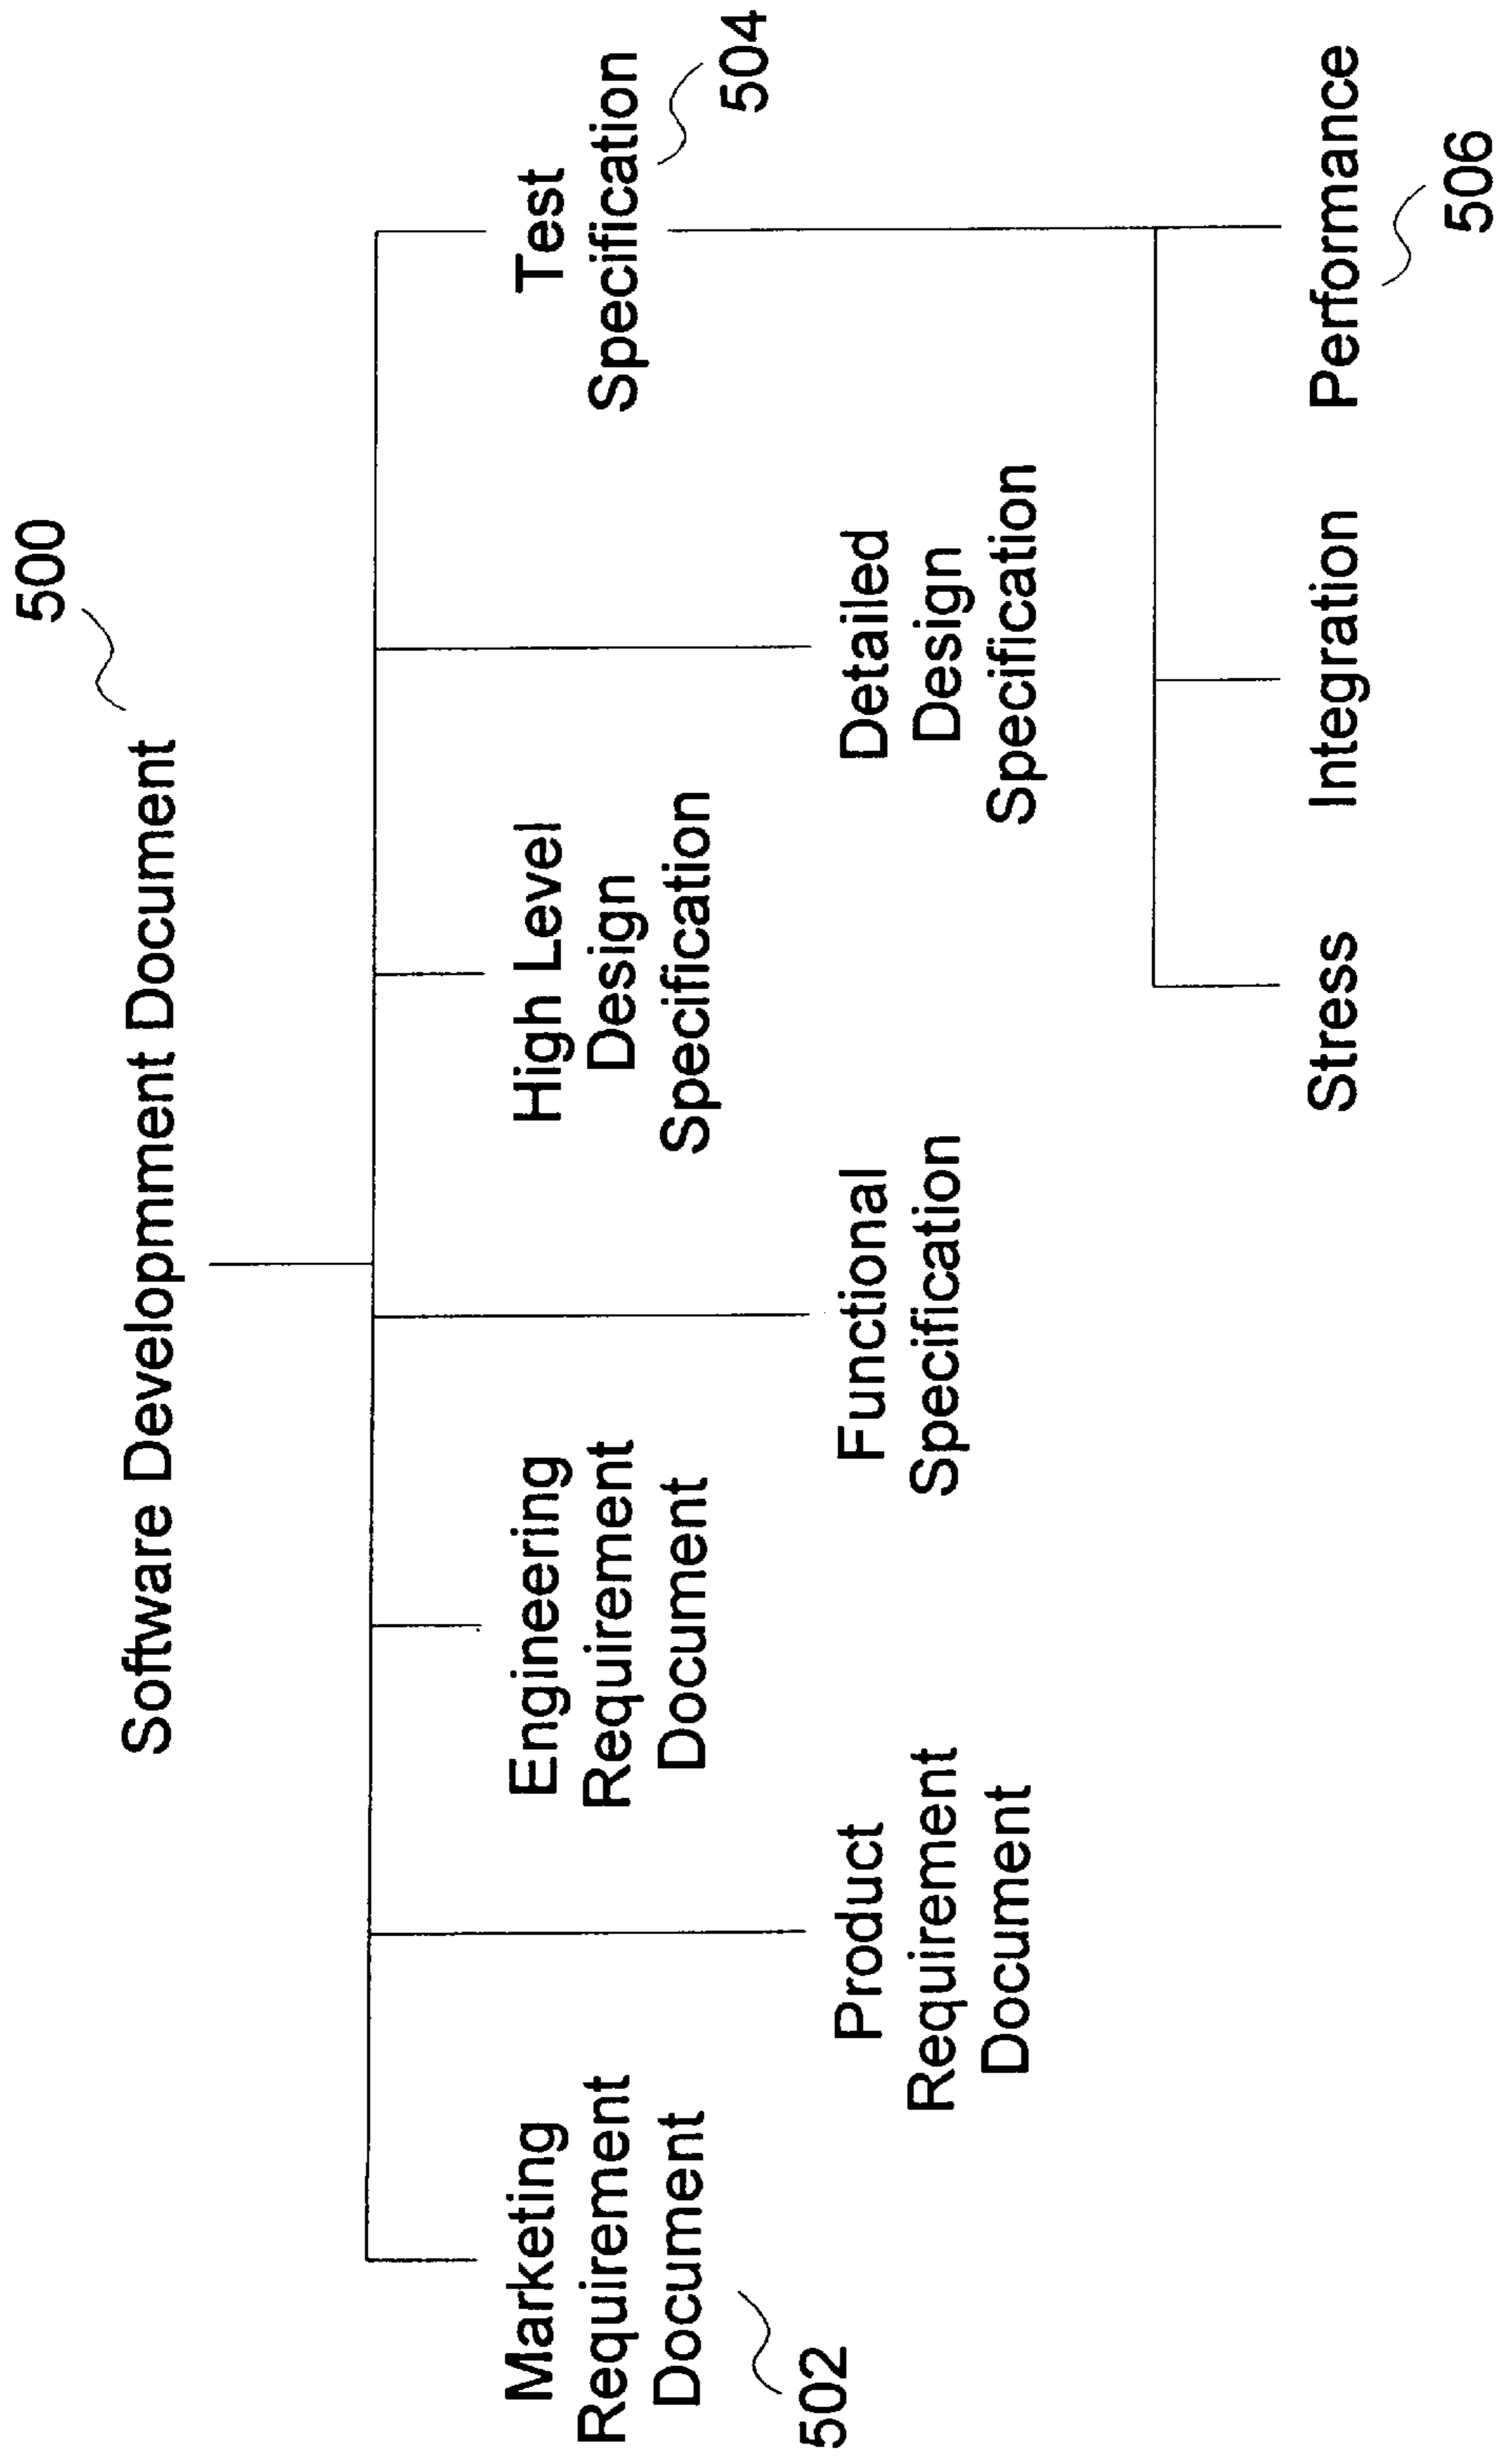 500
Software Development Document
Marketing
Requirement
Document
502
Product
Requirement
Document
Engineering
Requirement
Document
Functional
Specification
High Level
Design
Specification
Detailed
Design
Specification
Test
Specification
504
Stress
Integration
Performance
506